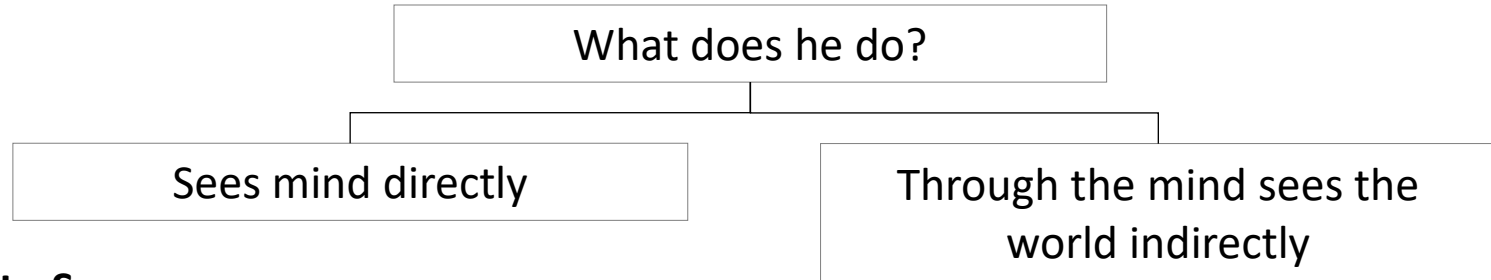 What does he do?
Sees mind directly
Through the mind sees the
world indirectly